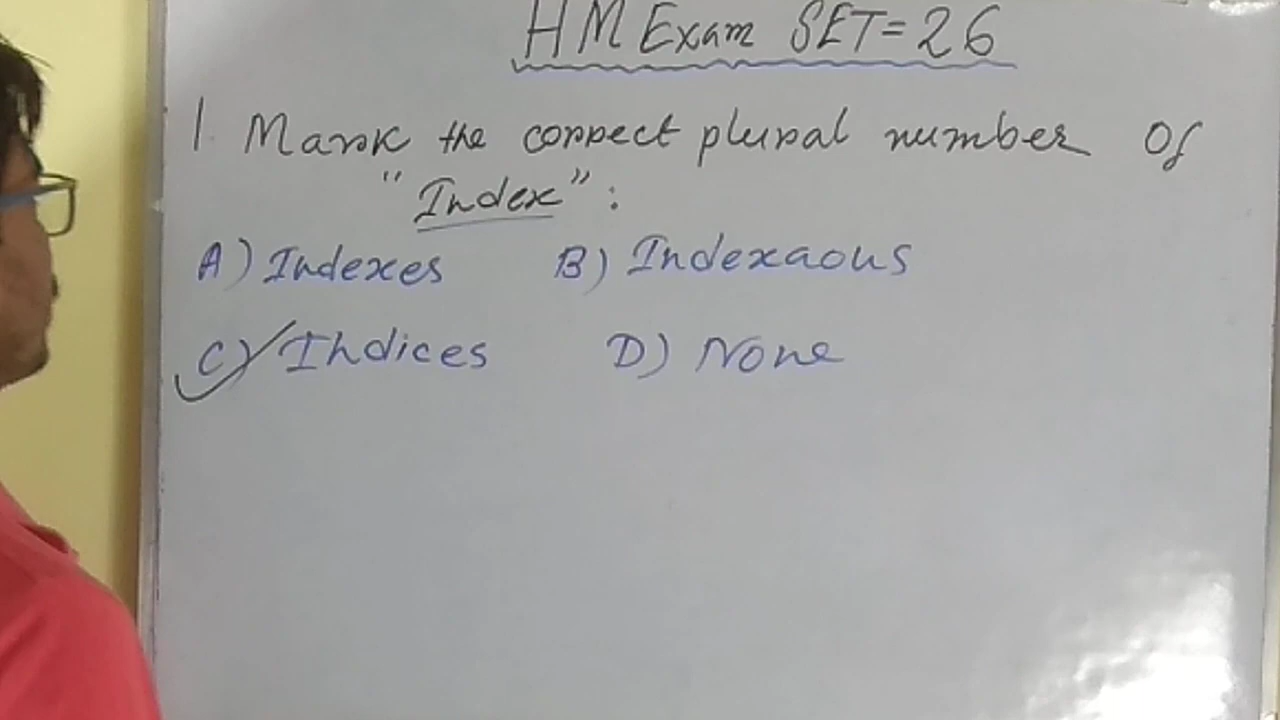 HM Exam SET=26
1. Mark the correct plural number of
"Index":
A) Indexes B) Indexaous
C) Indices D) None